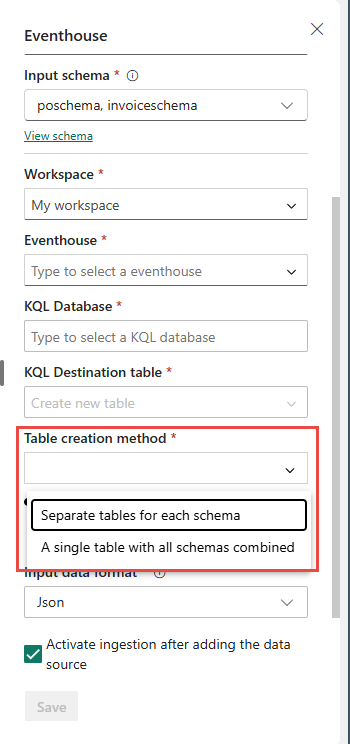 Eventhouse
Input schema *
poschema, invoiceschema
View schema
Workspace *
My workspace
Eventhouse *
Type to select a eventhouse
KQL Database *
Type to select a KQL database
KQL Destination table *
Create new table
Table creation method *
Separate tables for each schema
A single table with all schemas combined
Input data format
Json
Activate ingestion after adding the data
source
Save